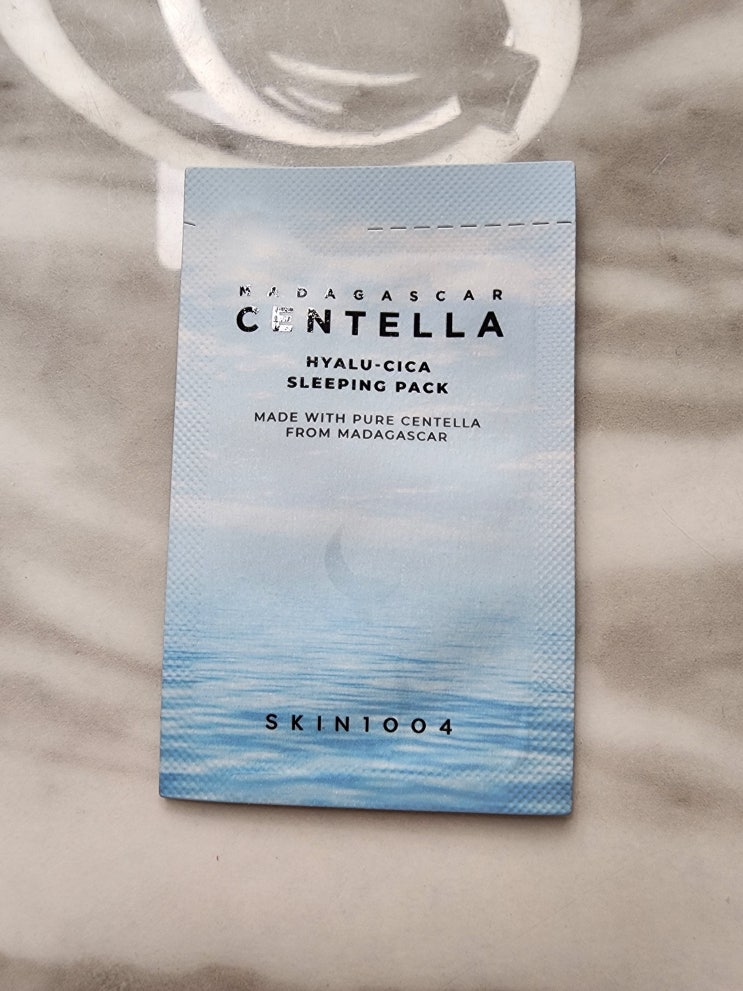 MADAGASCAR
CENTELLA
HYALU-CICA
SLEEPING PACK
MADE WITH PURE CENTELLA
FROM MADAGASCAR
SKIN1004